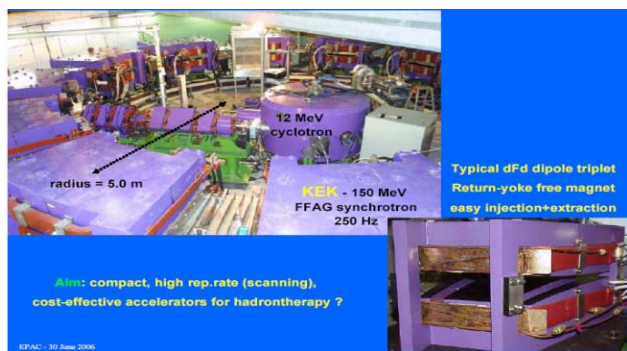 12 MeV
cyclotron
radius = 5.0 m
KEK - 150 MeV
FFAG synchrotron
250 Hz
Typical dFd dipole triplet
Return-yoke free magnet
easy injection+extraction
Aim: compact, high rep.rate (scanning),
cost-effective accelerators for hadrontherapy ?
EPAC - 30 June 2006